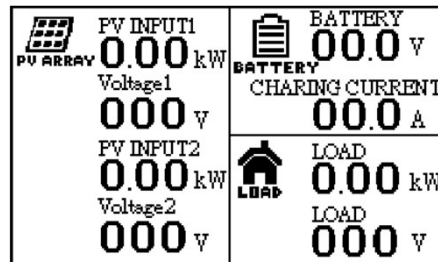 PV INPUT1
0.00 kW
PV ARRAY
Voltage1
000 V
PV INPUT2
0.00 kW
Voltage2
000 V
BATTERY
00.0 V
BATTERY
CHARING CURRENT
00.0 A
LOAD
0.00 kW
LOAD
LOAD
000 V